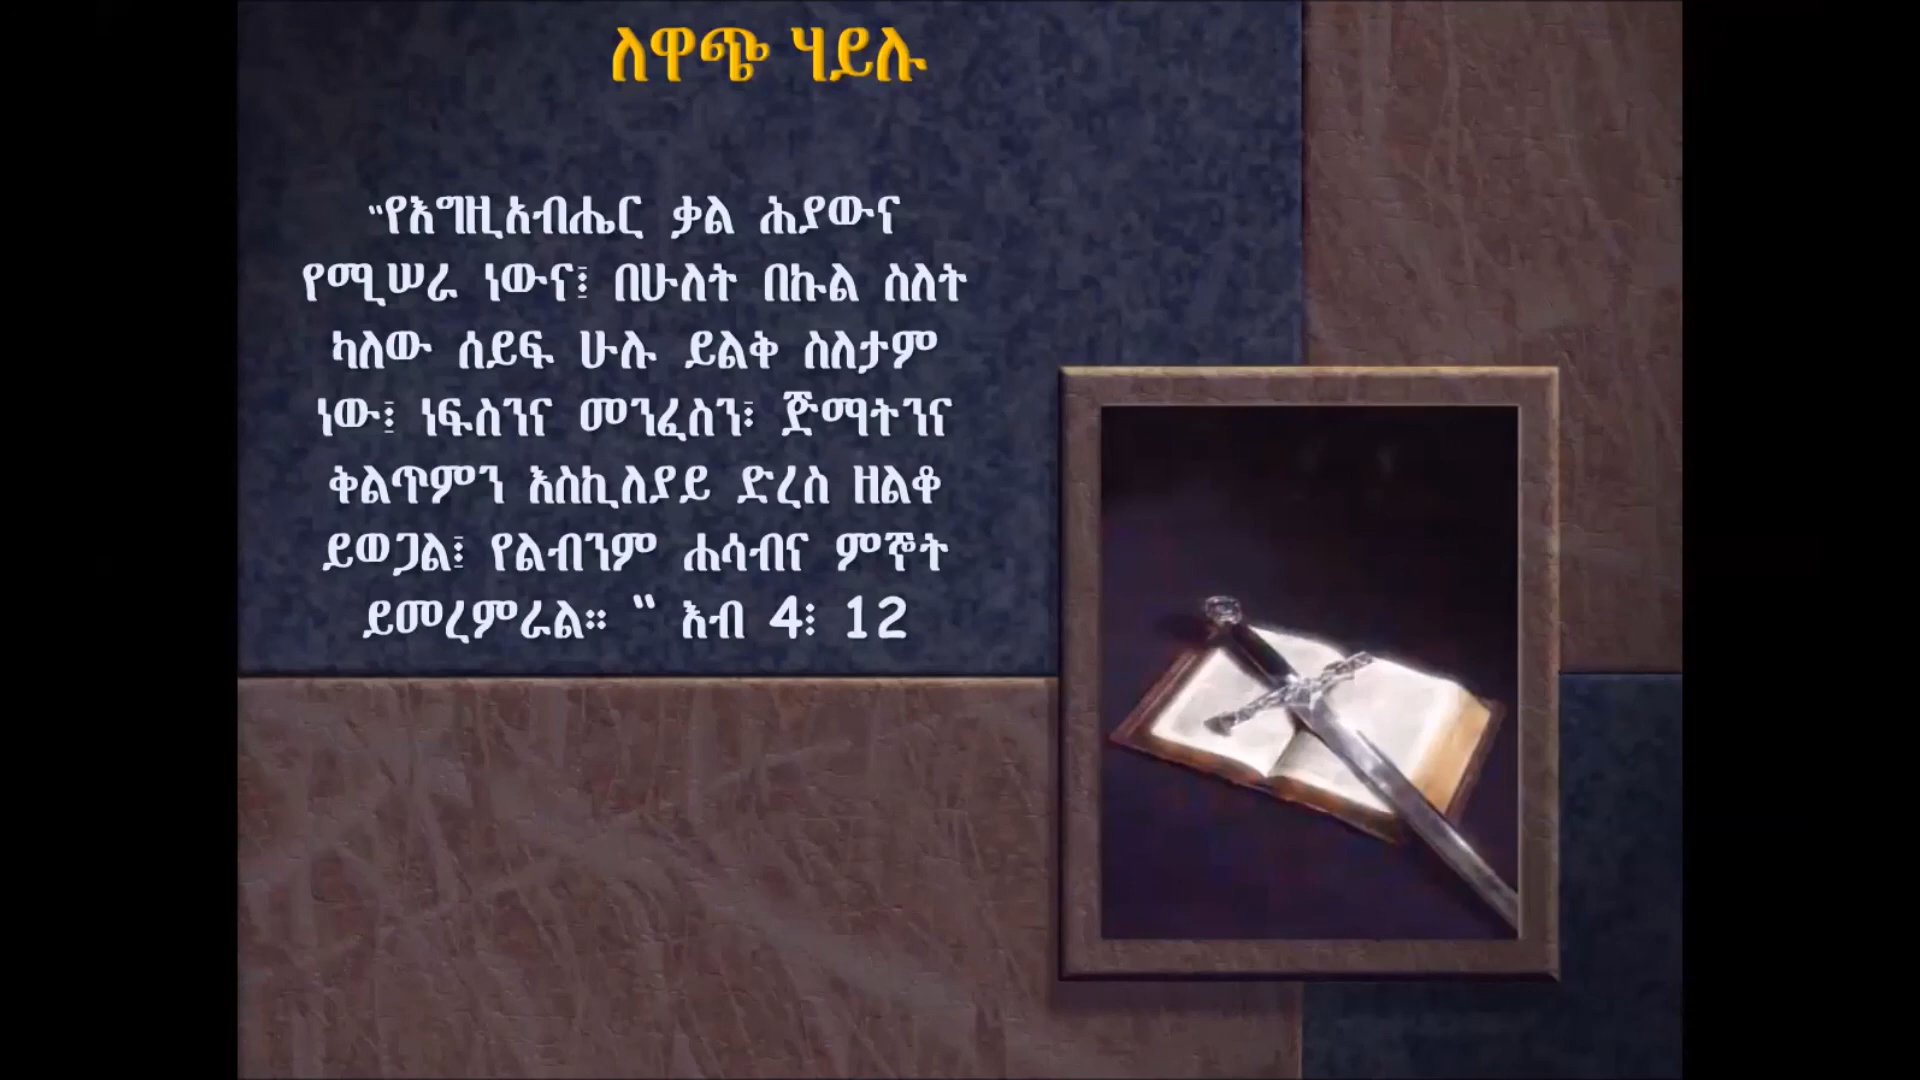 ለዋጭ ሃይሉ
“የእግዚአብሔር ቃል ሕያውና
የሚሠራ ነውና፤ በሁለት በኩል ስለት
ካለው ሰይፍ ሁሉ ይልቅ ስለታም
ነው፤ ነፍስንና መንፈስን፥ ጅማትንና
ቅልጥምን እስኪለያይ ድረስ ዘልቆ
ይወጋል፤ የልብንም ሐሳብና ምኞት
ይመረምራል። “ እብ 4፥ 12